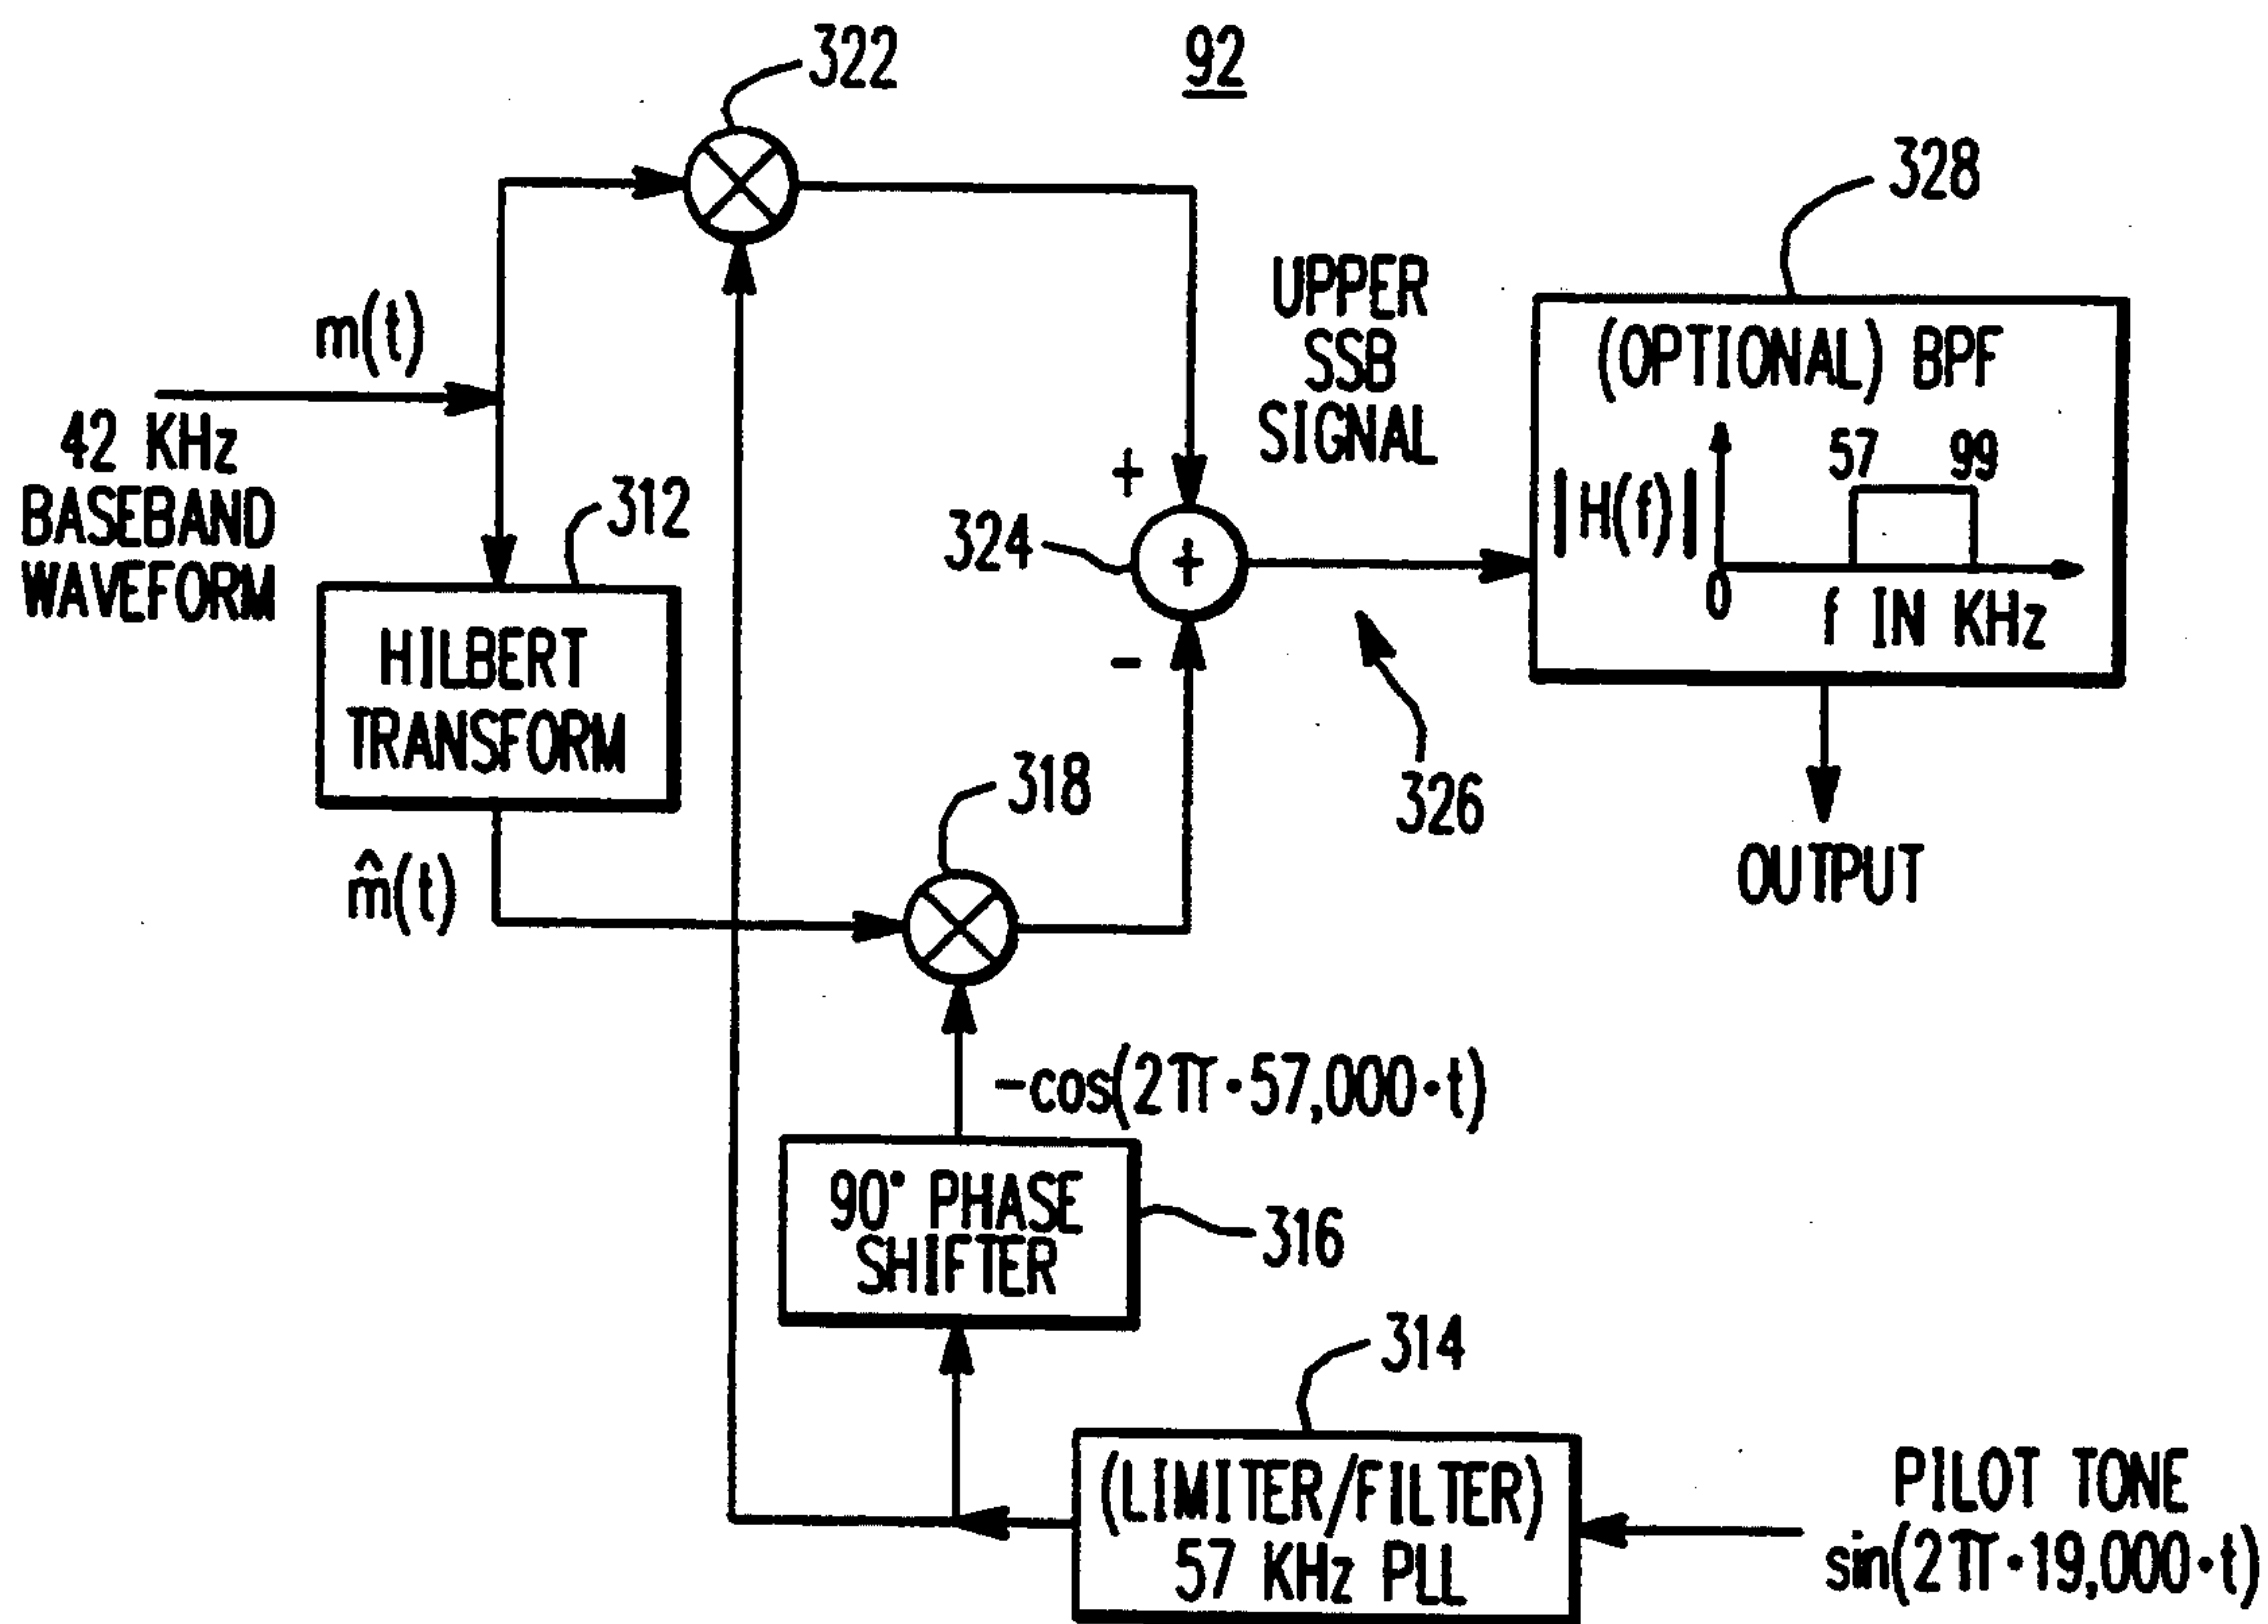 92
322
328
m(t)
42 KHz
BASEBAND
WAVEFORM
312
HILBERT
TRANSFORM
m̂(t)
UPPER
SSB
SIGNAL
+
324
+
-
326
(OPTIONAL) BPF
57 99
|H(f)|
0
f IN KHz
OUTPUT
318
-cos(2π·57,000·t)
90° PHASE
SHIFTER
316
314
(LIMITER/FILTER)
57 KHz PLL
PILOT TONE
sin(2π·19,000·t)